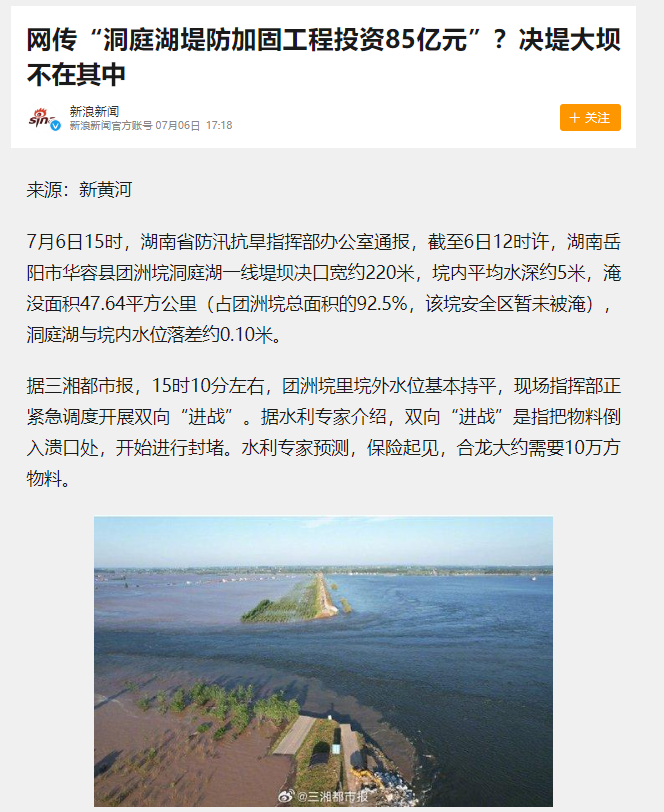 网传“洞庭湖堤防加固工程投资85亿元”？决堤大坝
不在其中
sina
新浪新闻
新浪新闻官方账号 07月06日 17:18
＋ 关注
来源：新黄河
7月6日15时，湖南省防汛抗旱指挥部办公室通报，截至6日12时许，湖南岳
阳市华容县团洲垸洞庭湖一线堤坝决口宽约220米，垸内平均水深约5米，淹
没面积47.64平方公里（占团洲垸总面积的92.5%，该垸安全区暂未被淹），
洞庭湖与垸内水位落差约0.10米。
据三湘都市报，15时10分左右，团洲垸里垸外水位基本持平，现场指挥部正
紧急调度开展双向“进战”。据水利专家介绍，双向“进战”是指把物料倒
入溃口处，开始进行封堵。水利专家预测，保险起见，合龙大约需要10万方
物料。
@三湘都市报